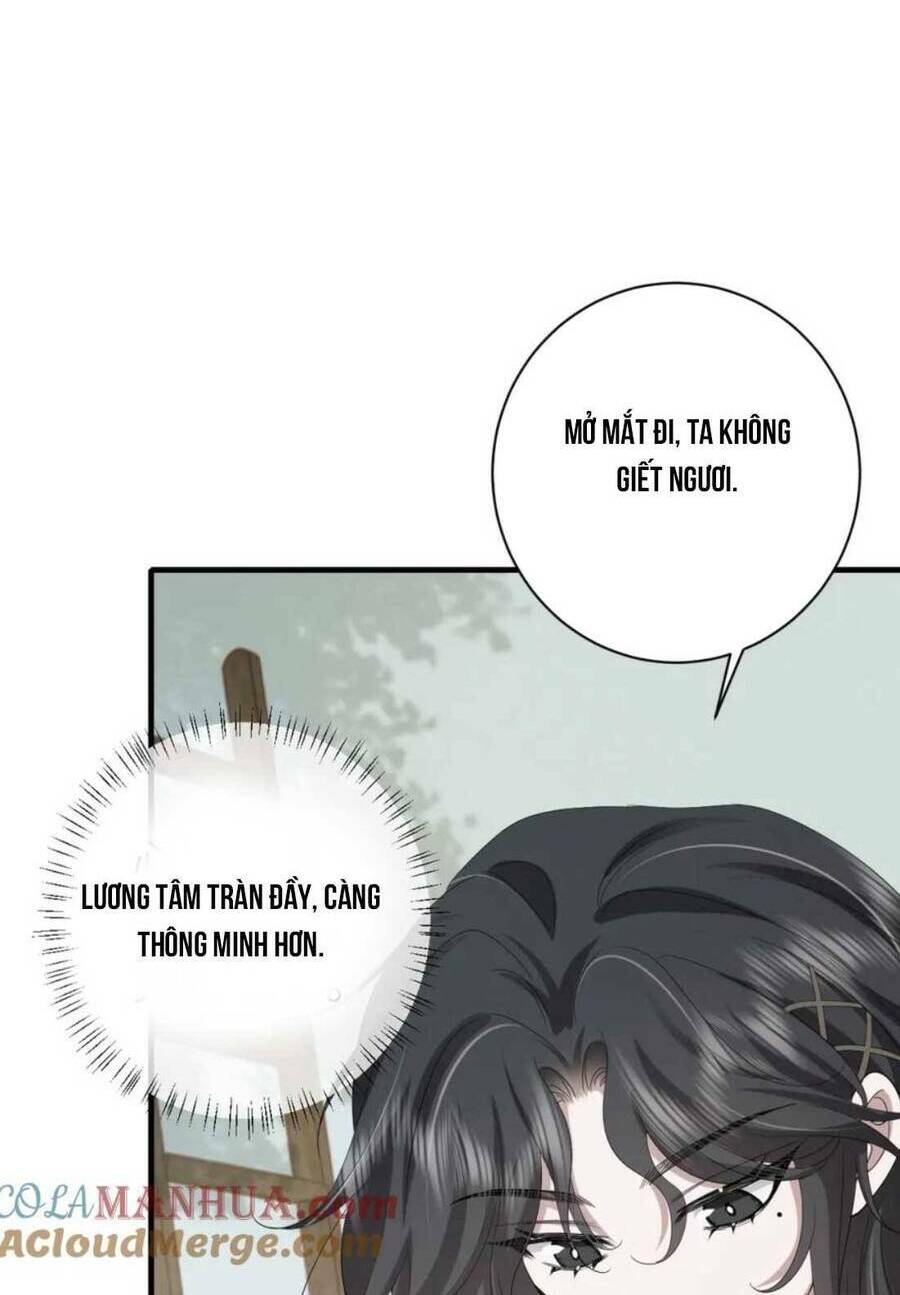 MỞ MẮT ĐI, TA KHÔNG
GIẾT NGƯƠI.
LƯƠNG TÂM TRÀN ĐẦY, CÀNG
THÔNG MINH HƠN.
COLAMANHUA.com
ACloudMerge.com